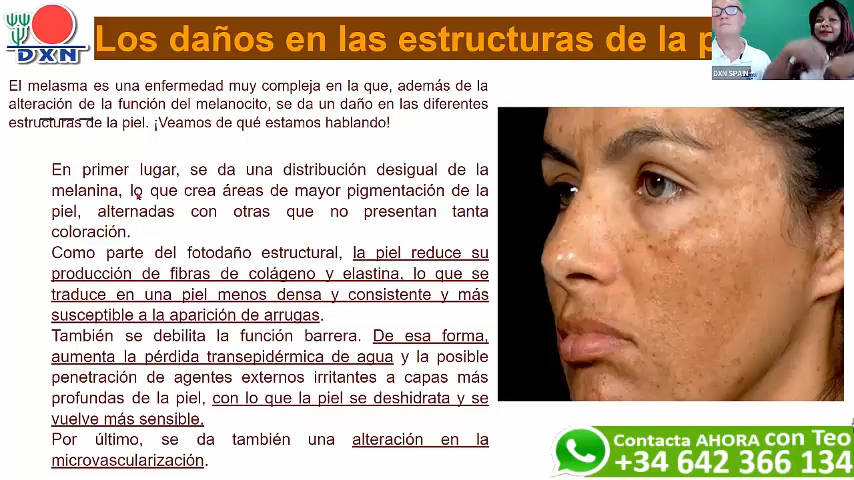 DXN
Los daños en las estructuras de la p
DXN SPAIN
El melasma es una enfermedad muy compleja en la que, además de la
alteración de la función del melanocito, se da un daño en las diferentes
estructuras de la piel. ¡Veamos de qué estamos hablando!
En primer lugar, se da una distribución desigual de la
melanina, lo que crea áreas de mayor pigmentación de la
piel, alternadas con otras que no presentan tanta
coloración.
Como parte del fotodaño estructural, la piel reduce su
producción de fibras de colágeno y elastina, lo que se
traduce en una piel menos densa y consistente y más
susceptible a la aparición de arrugas.
También se debilita la función barrera. De esa forma,
aumenta la pérdida transepidérmica de agua y la posible
penetración de agentes externos irritantes a capas más
profundas de la piel, con lo que la piel se deshidrata y se
vuelve más sensible.
Por último, se da también una alteración en la
microvascularización.
Contacta AHORA con Teo
+34 642 366 134